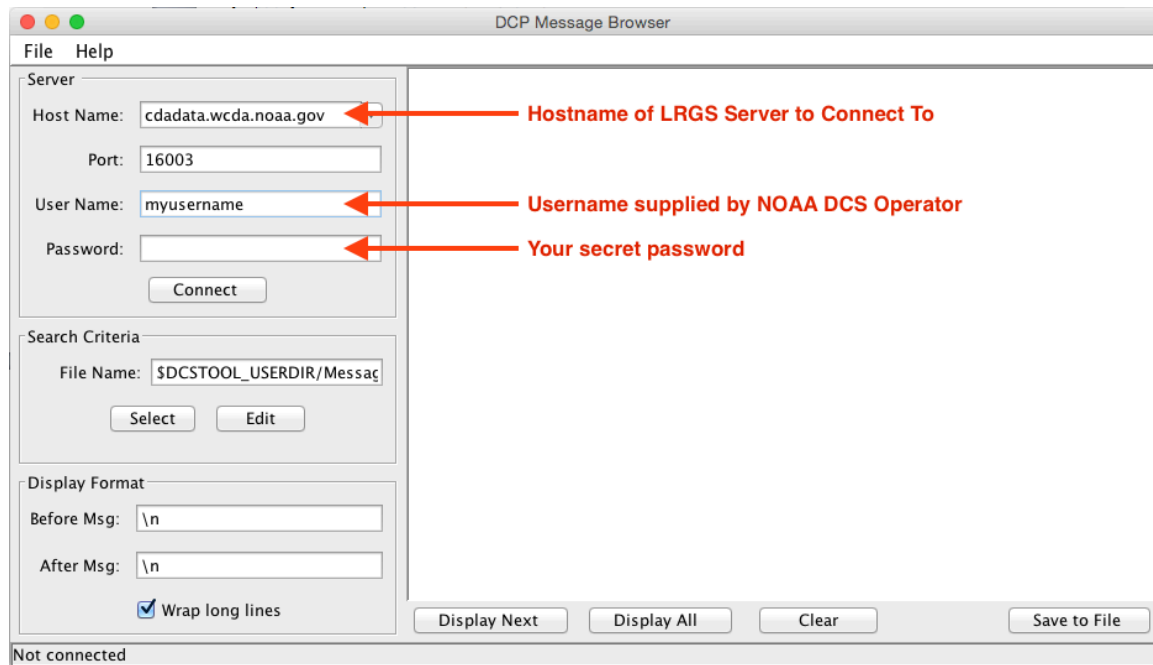 DCP Message Browser
File Help
Server
Host Name: cdadata.wcda.noaa.gov
Hostname of LRGS Server to Connect To
Port: 16003
User Name: myusername
Username supplied by NOAA DCS Operator
Password:
Your secret password
Connect
Search Criteria
File Name: $DCSTOOL_USERDIR/Messag
Select Edit
Display Format
Before Msg: \n
After Msg: \n
Wrap long lines
Display Next Display All Clear Save to File
Not connected